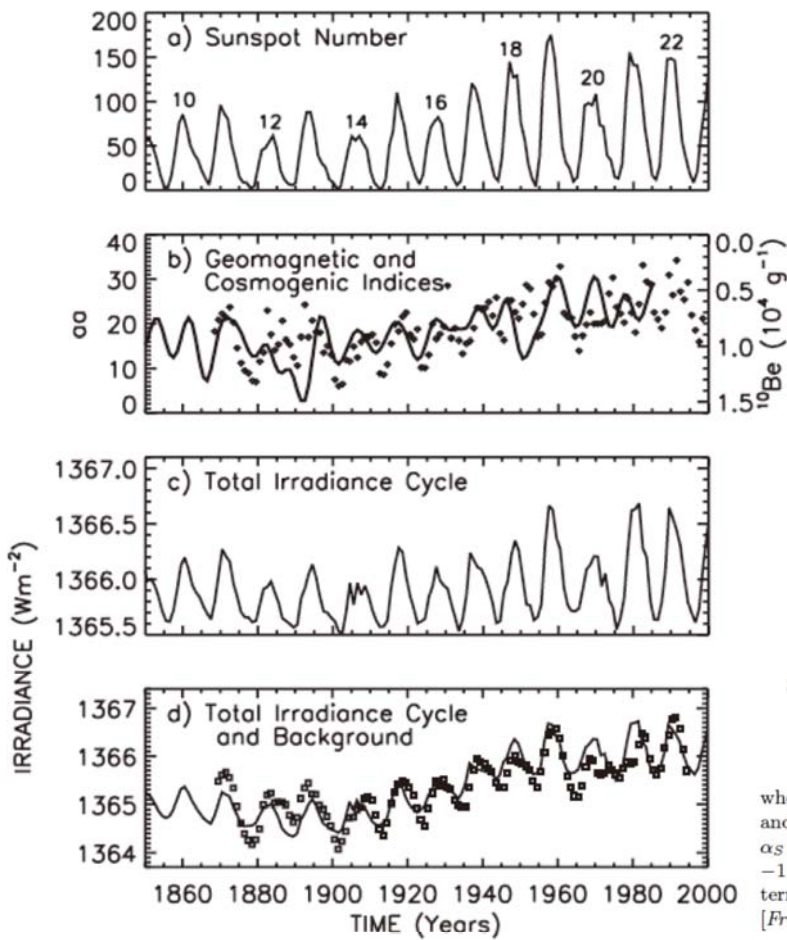 200
150
100
50
0
a) Sunspot Number
10
12
14
16
18
20
22
40
30
20
10
0
aa
b) Geomagnetic and
Cosmogenic Indices
0.0
0.5
1.0
1.5
¹⁰Be (10⁴ g⁻¹)
1367.0
1366.5
1366.0
1365.5
c) Total Irradiance Cycle
IRRADIANCE (Wm⁻²)
1367
1366
1365
1364
d) Total Irradiance Cycle
and Background
1860 1880 1900 1920 1940 1960 1980 2000
TIME (Years)
whe
and
αS
−1
tern
[Fr